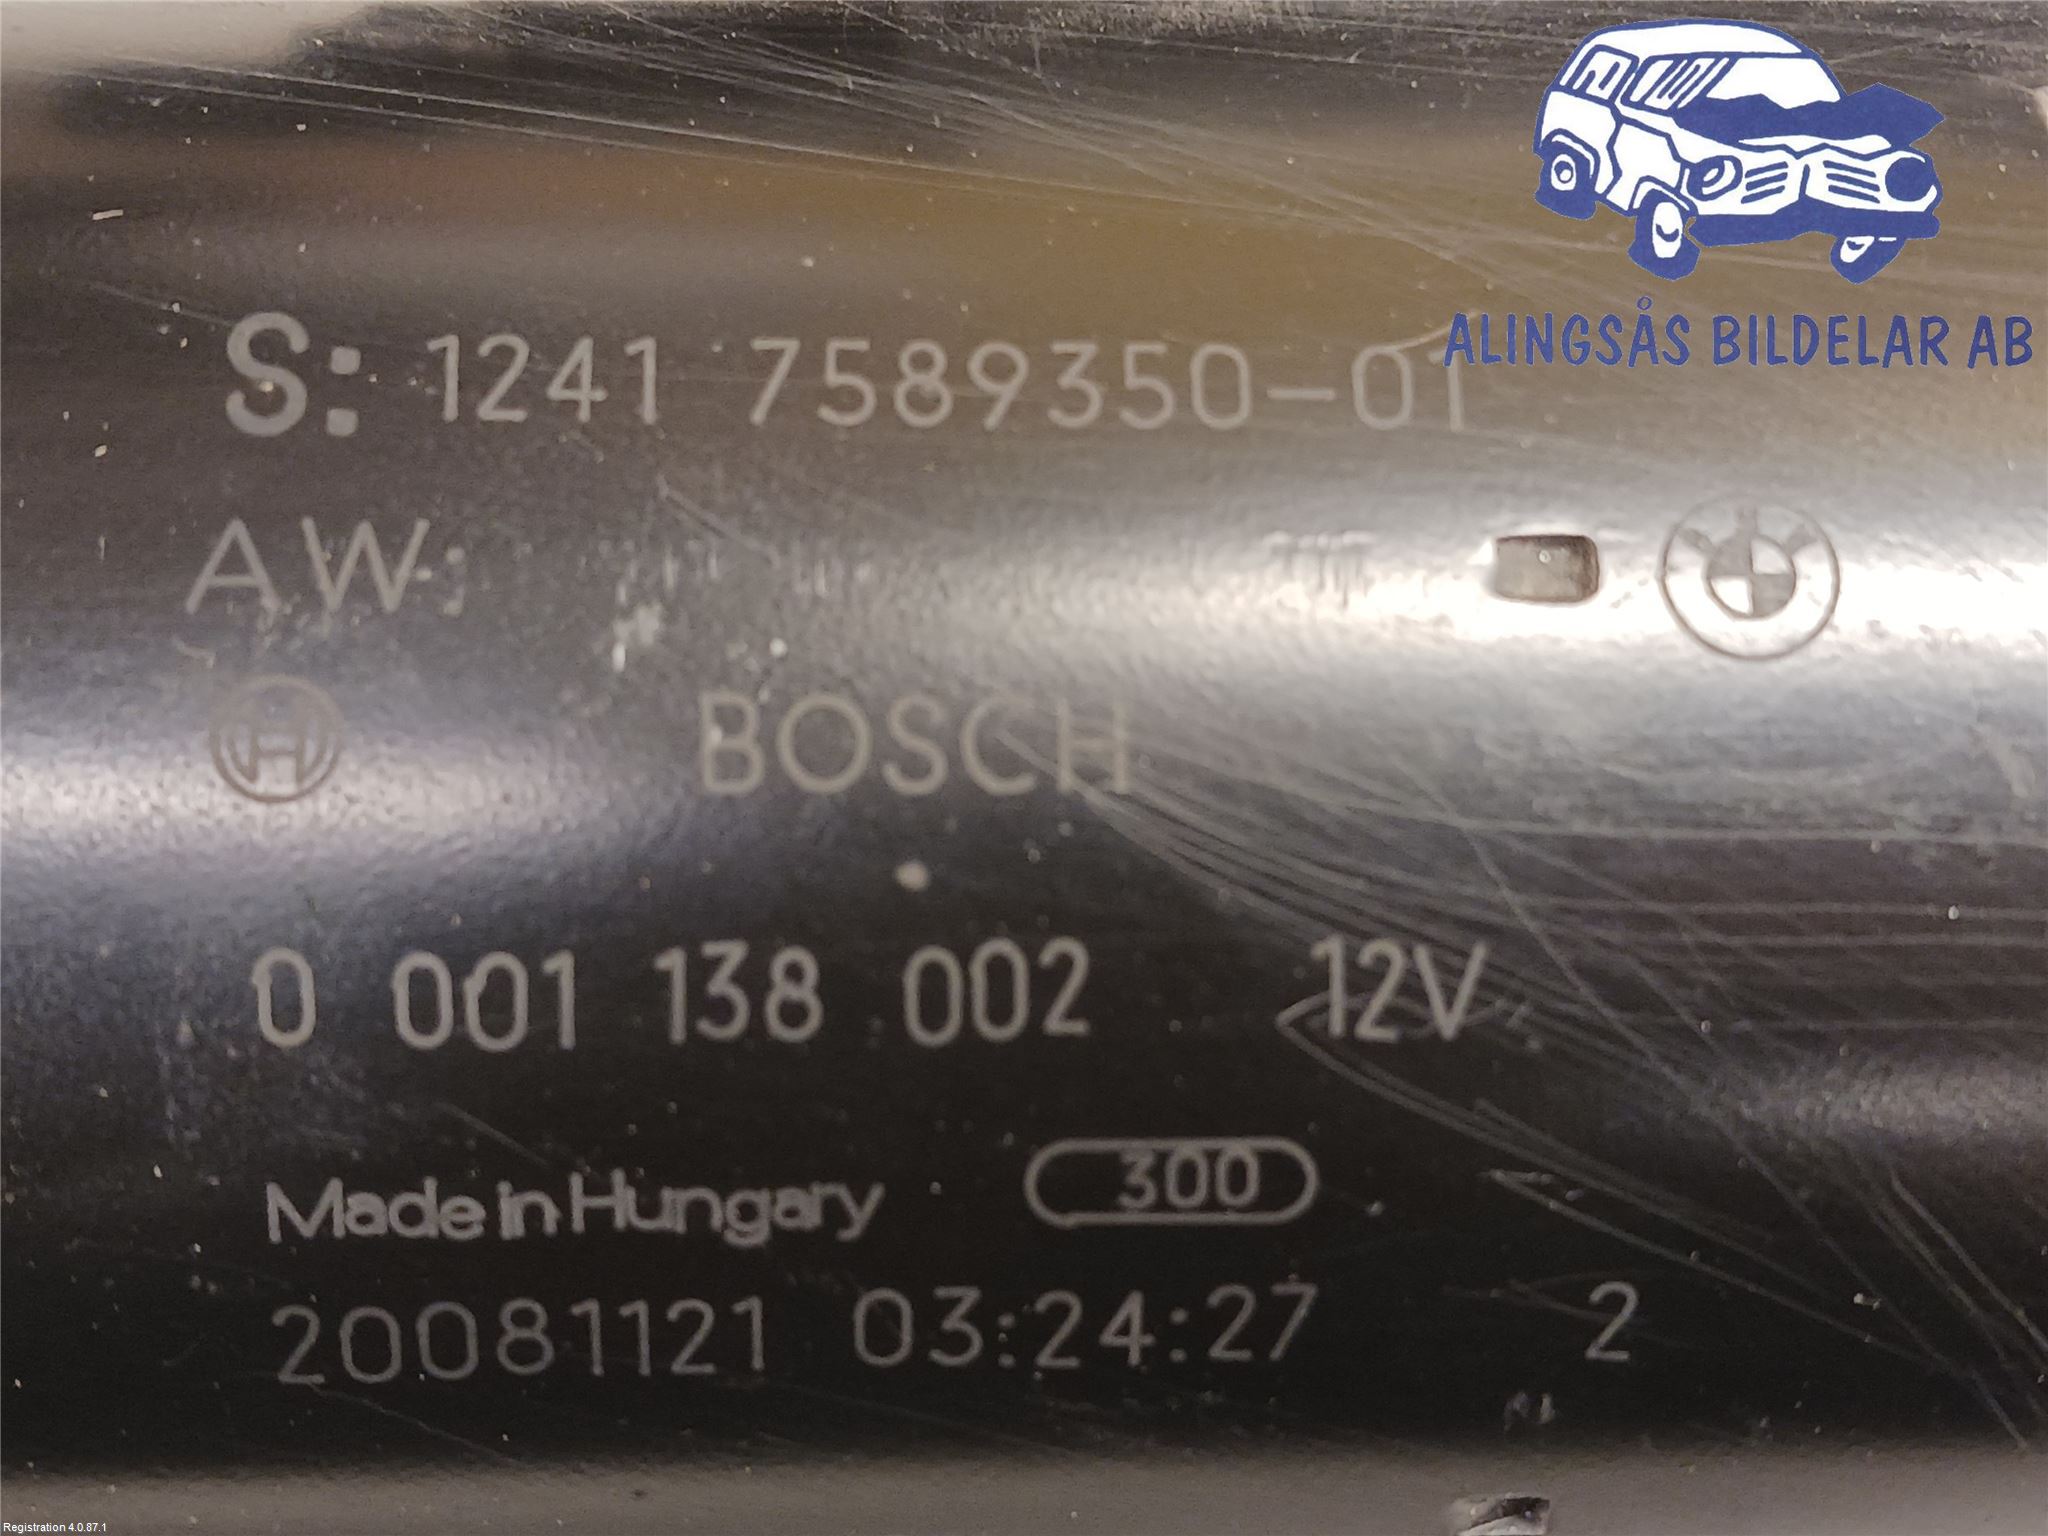 ALINGSÅS BILDELAR AB
S: 1241 7589350-01
AW:
BOSCH
0 001 138 002 12V
Made in Hungary 300
20081121 03:24:27 2
Registration 4.0.87.1